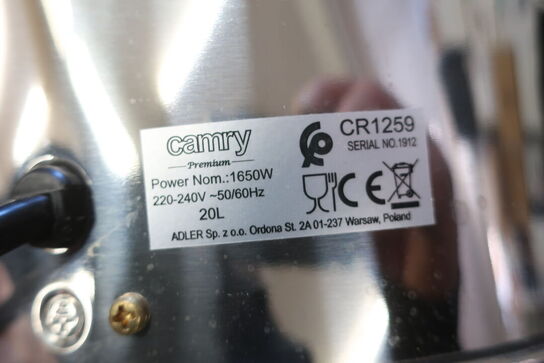 camry
Premium
Power Nom.:1650W
220-240V ~50/60Hz
20L
CR1259
SERIAL NO.1912
CE
ADLER Sp. z o.o. Ordona St. 2A 01-237 Warsaw, Poland